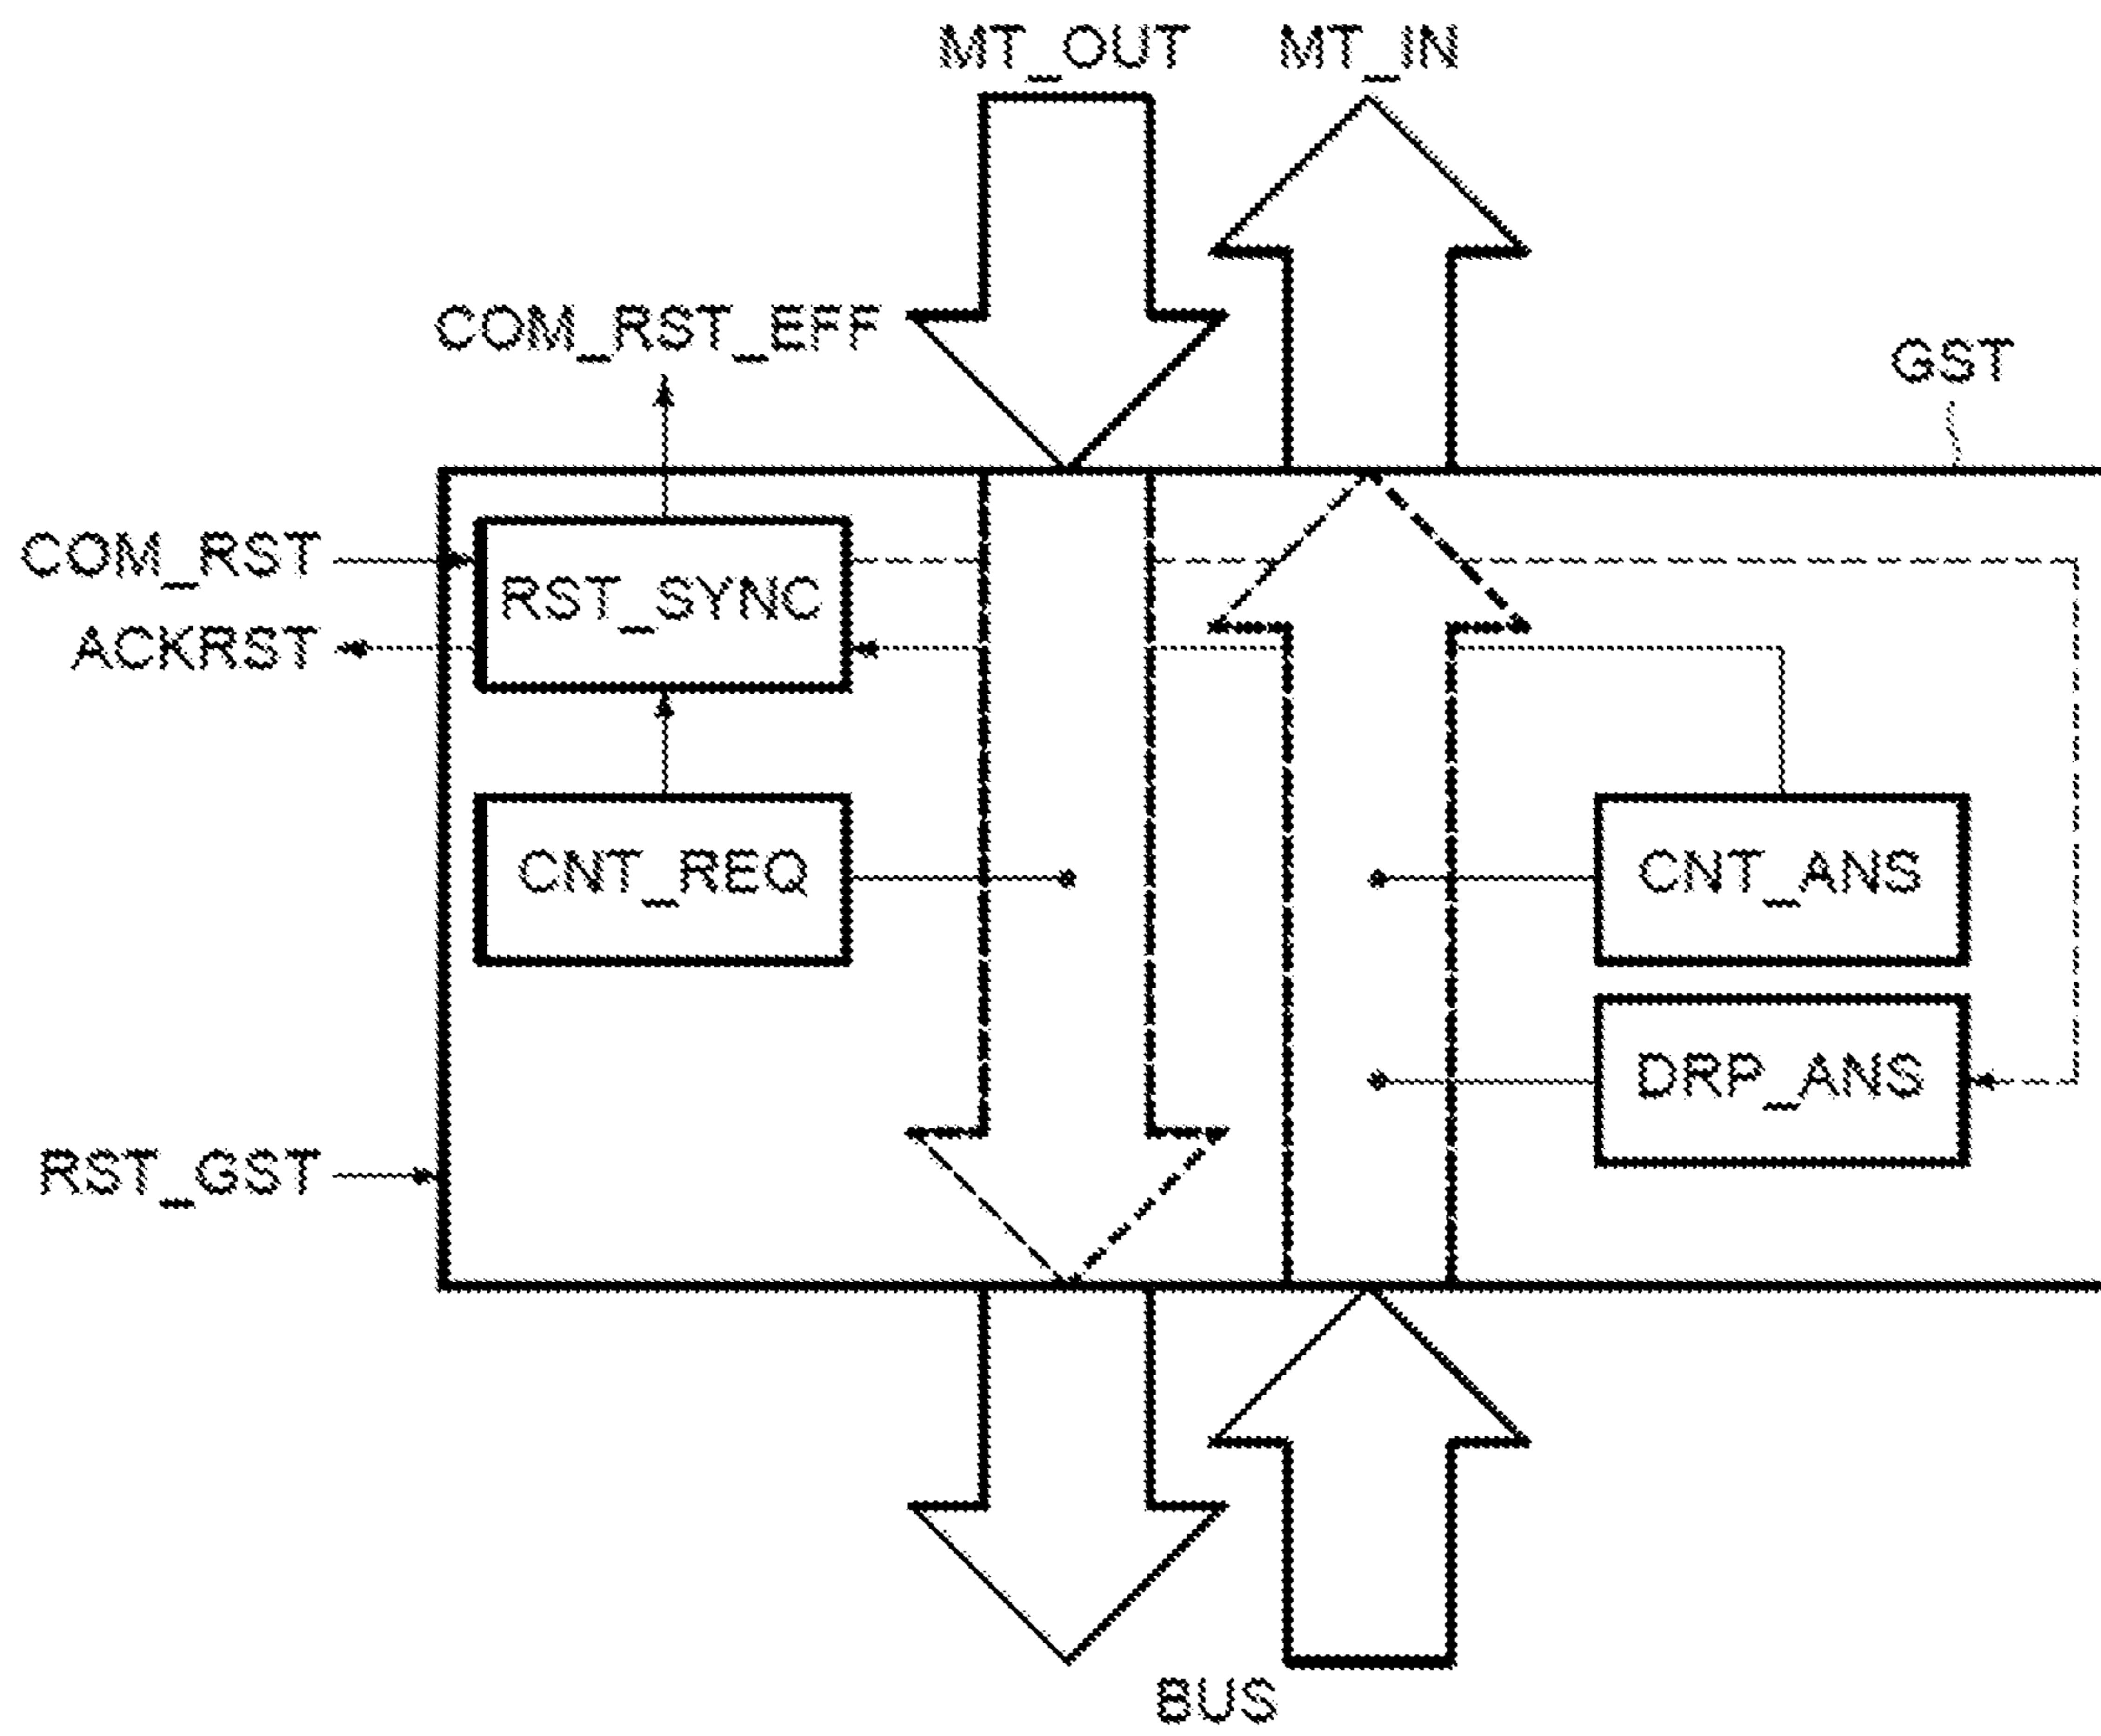 MT_OUT MT_IN
COM_RST_EFF
GST
COM_RST
RST_SYNC
ACKRST
CNT_REQ
CNT_ANS
DRP_ANS
RST_GST
BUS